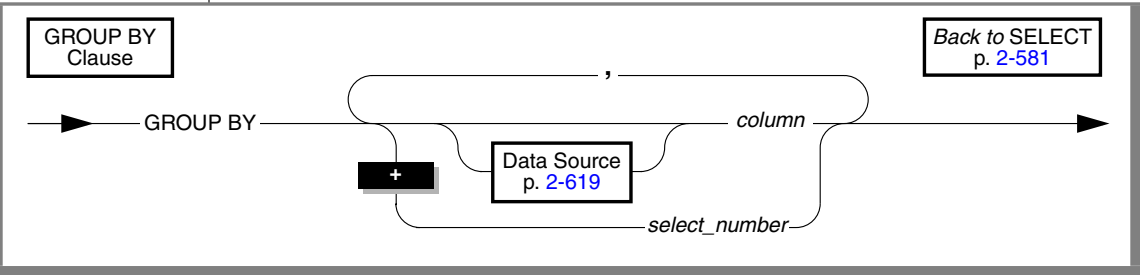 GROUP BY
Clause
Back to SELECT
p. 2-581
,
GROUP BY
column
Data Source
p. 2-619
+
select_number